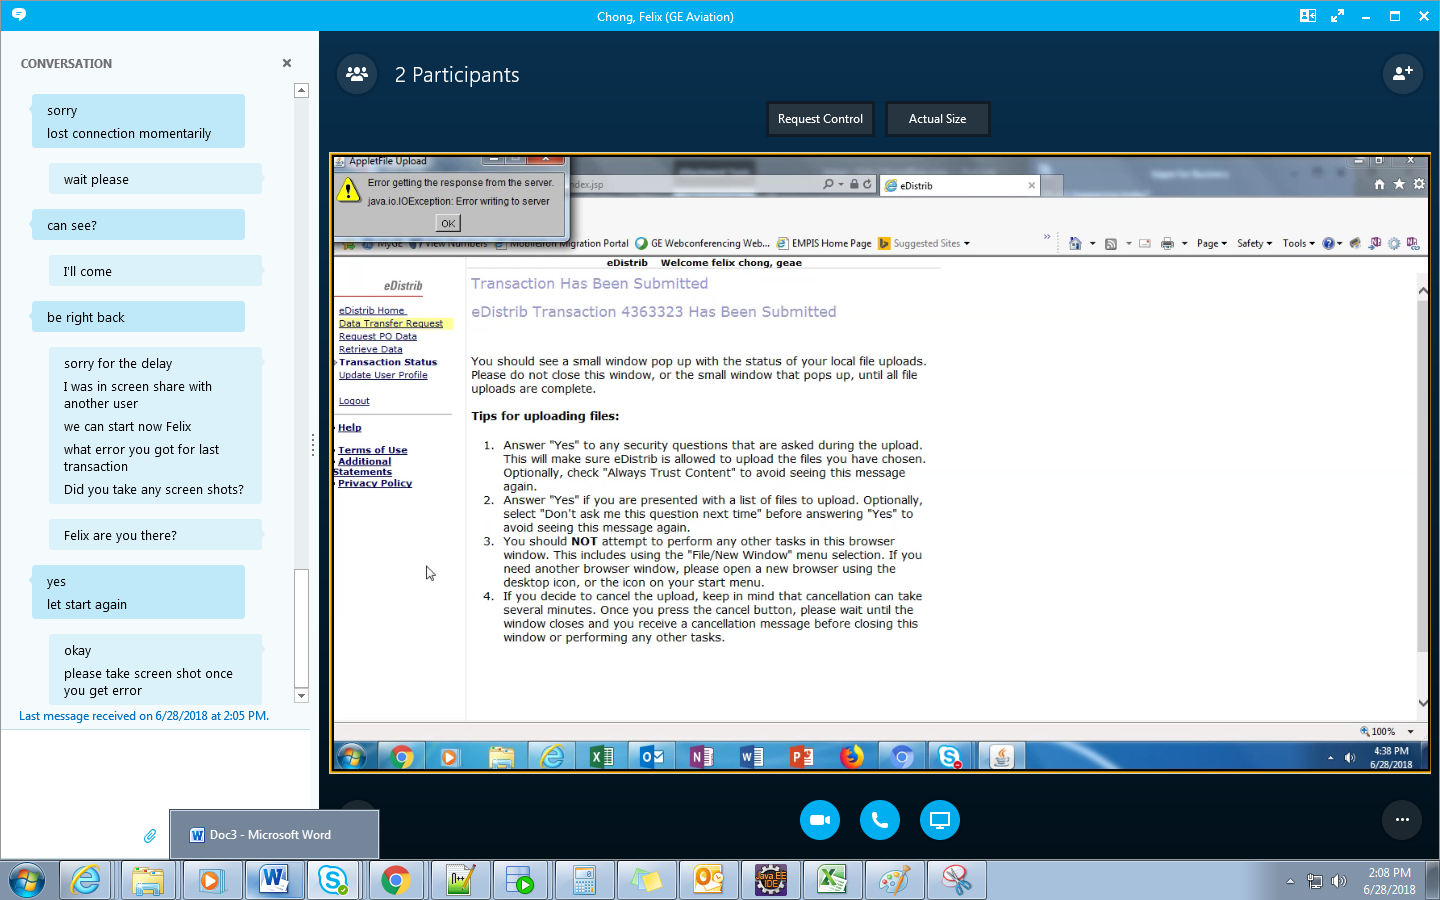 Chong, Felix (GE Aviation)
CONVERSATION
sorry
lost connection momentarily
wait please
can see?
I'll come
be right back
sorry for the delay
I was in screen share with
another user
we can start now Felix
what error you got for last
transaction
Did you take any screen shots?
Felix are you there?
yes
let start again
okay
please take screen shot once
you get error
Last message received on 6/28/2018 at 2:05 PM.
2 Participants
Request Control
Actual Size
AppletFile Upload
Error getting the response from the server.
java.io.IOException: Error writing to server
OK
ndex.jsp
eDistrib
MyGE
View Numbers
MobileIron Migration Portal
GE Webconferencing Web...
EMPIS Home Page
Suggested Sites
Page
Safety
Tools
eDistrib Welcome felix chong, geae
eDistrib
eDistrib Home
Data Transfer Request
Request PO Data
Retrieve Data
Transaction Status
Update User Profile
Logout
Help
Terms of Use
Additional
Statements
Privacy Policy
Transaction Has Been Submitted
eDistrib Transaction 4363323 Has Been Submitted
You should see a small window pop up with the status of your local file uploads.
Please do not close this window, or the small window that pops up, until all file
uploads are complete.
Tips for uploading files:
1. Answer "Yes" to any security questions that are asked during the upload.
This will make sure eDistrib is allowed to upload the files you have chosen.
Optionally, check "Always Trust Content" to avoid seeing this message
again.
2. Answer "Yes" if you are presented with a list of files to upload. Optionally,
select "Don't ask me this question next time" before answering "Yes" to
avoid seeing this message again.
3. You should NOT attempt to perform any other tasks in this browser
window. This includes using the "File/New Window" menu selection. If you
need another browser window, please open a new browser using the
desktop icon, or the icon on your start menu.
4. If you decide to cancel the upload, keep in mind that cancellation can take
several minutes. Once you press the cancel button, please wait until the
window closes and you receive a cancellation message before closing this
window or performing any other tasks.
100%
4:38 PM
6/28/2018
Doc3 - Microsoft Word
Java EE
IDE
2:08 PM
6/28/2018